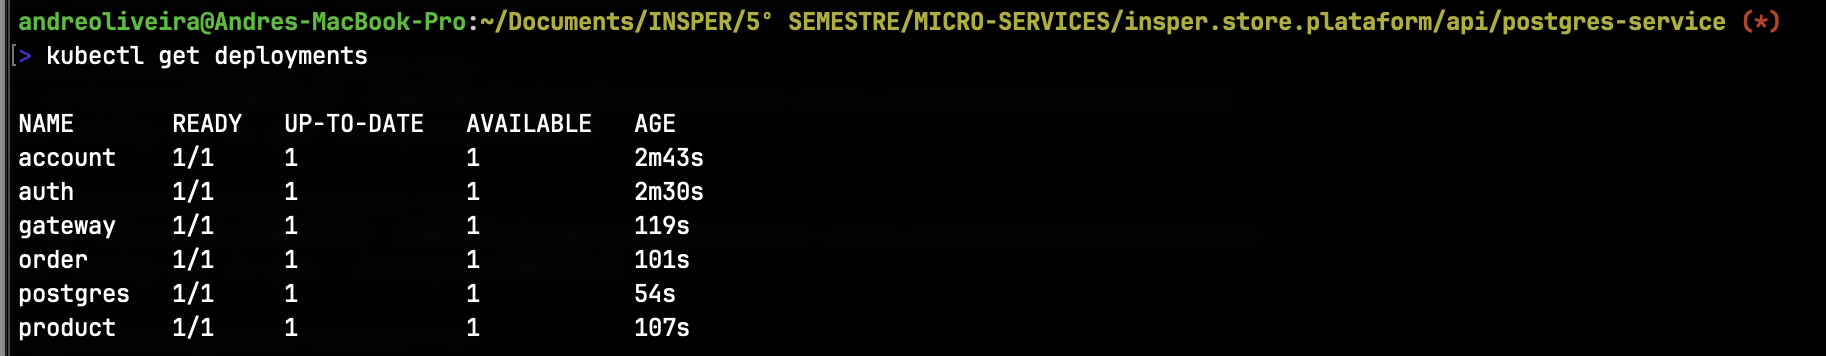 andreoliveira@Andres-MacBook-Pro:~/Documents/INSPER/5° SEMESTRE/MICRO-SERVICES/insper.store.plataform/api/postgres-service (*)
[> kubectl get deployments
NAME READY UP-TO-DATE AVAILABLE AGE
account 1/1 1 1 2m43s
auth 1/1 1 1 2m30s
gateway 1/1 1 1 119s
order 1/1 1 1 101s
postgres 1/1 1 1 54s
product 1/1 1 1 107s